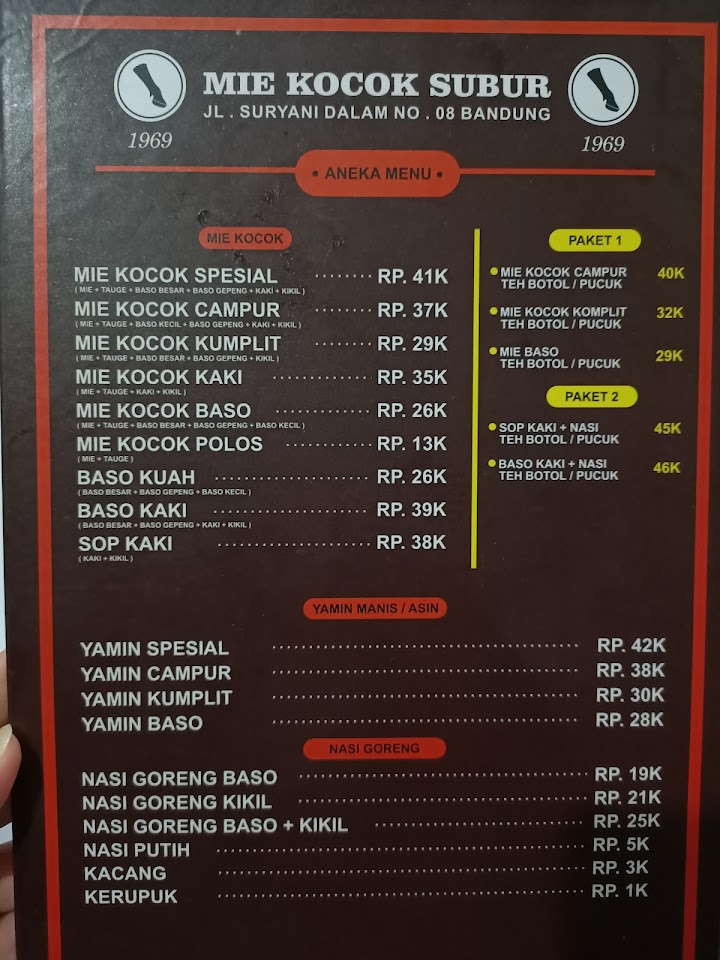 MIE KOCOK SUBUR
JL . SURYANI DALAM NO . 08 BANDUNG
1969
1969
• ANEKA MENU •
MIE KOCOK
MIE KOCOK SPESIAL ........ RP. 41K
( MIE + TAUGE + BASO BESAR + BASO GEPENG + KAKI + KIKIL )
MIE KOCOK CAMPUR ........ RP. 37K
( MIE + TAUGE + BASO KECIL + BASO GEPENG + KAKI + KIKIL )
MIE KOCOK KUMPLIT ........ RP. 29K
( MIE + TAUGE + BASO BESAR + BASO GEPENG + KIKIL )
MIE KOCOK KAKI ........ RP. 35K
( MIE + TAUGE + KAKI + KIKIL )
MIE KOCOK BASO ........ RP. 26K
( MIE + TAUGE + BASO BESAR + BASO GEPENG + BASO KECIL )
MIE KOCOK POLOS ........ RP. 13K
( MIE + TAUGE )
BASO KUAH ........ RP. 26K
( BASO BESAR + BASO GEPENG + BASO KECIL )
BASO KAKI ........ RP. 39K
( BASO BESAR + BASO GEPENG + KAKI + KIKIL )
SOP KAKI ........ RP. 38K
( KAKI + KIKIL )
PAKET 1
• MIE KOCOK CAMPUR 40K
TEH BOTOL / PUCUK
• MIE KOCOK KOMPLIT 32K
TEH BOTOL / PUCUK
• MIE BASO 29K
TEH BOTOL / PUCUK
PAKET 2
• SOP KAKI + NASI 45K
TEH BOTOL / PUCUK
• BASO KAKI + NASI 46K
TEH BOTOL / PUCUK
YAMIN MANIS / ASIN
YAMIN SPESIAL ........ RP. 42K
YAMIN CAMPUR ........ RP. 38K
YAMIN KUMPLIT ........ RP. 30K
YAMIN BASO ........ RP. 28K
NASI GORENG
NASI GORENG BASO ........ RP. 19K
NASI GORENG KIKIL ........ RP. 21K
NASI GORENG BASO + KIKIL ........ RP. 25K
NASI PUTIH ........ RP. 5K
KACANG ........ RP. 3K
KERUPUK ........ RP. 1K